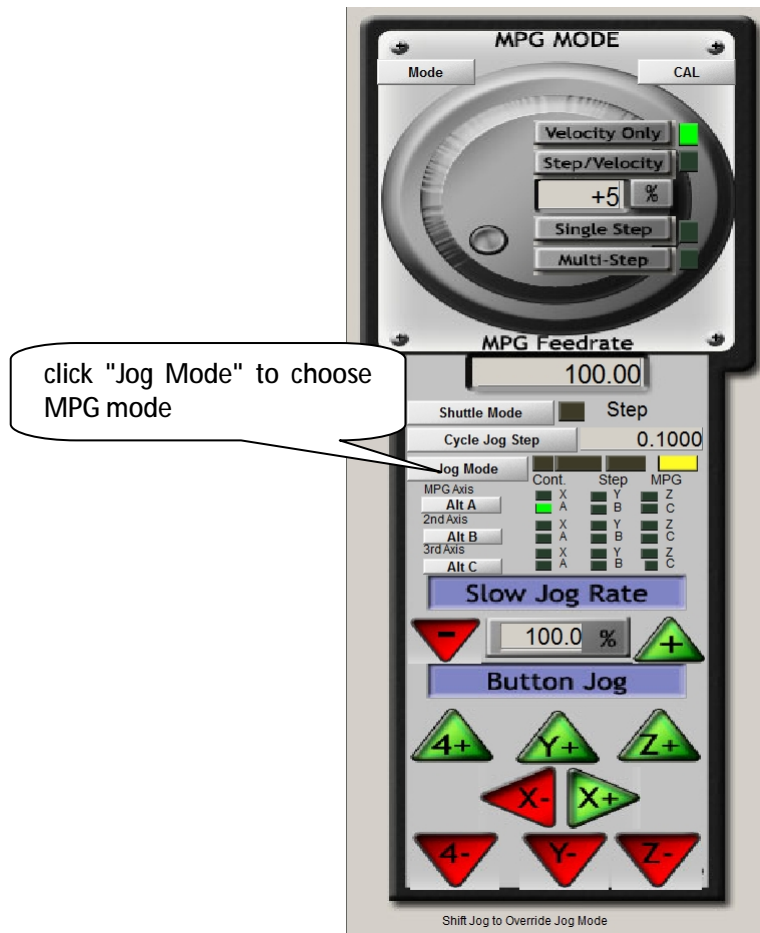 MPG MODE
Mode CAL
Velocity Only
Step/Velocity
+5 %
Single Step
Multi-Step
MPG Feedrate
100.00
click "Jog Mode" to choose
MPG mode
Shuttle Mode Step
Cycle Jog Step 0.1000
Jog Mode
Cont. Step MPG
MPG Axis X Y Z
Alt A A B C
2nd Axis X Y Z
Alt B A B C
3rd Axis X Y Z
Alt C A B C
Slow Jog Rate
- 100.0 % +
Button Jog
4+ Y+ Z+
X- X+
4- Y- Z-
Shift Jog to Override Jog Mode